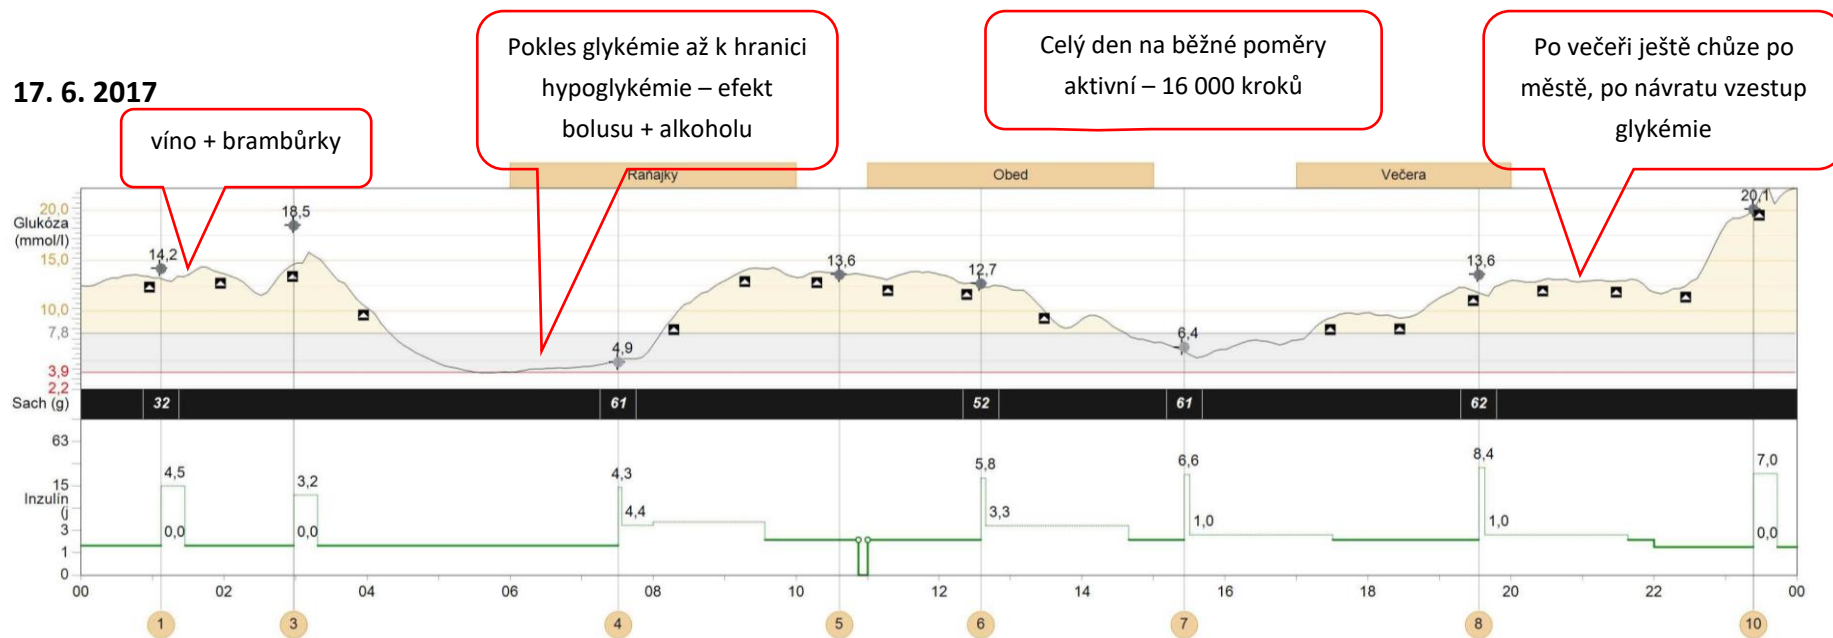 17. 6. 2017
víno + brambůrky
Pokles glykémie až k hranici
hypoglykémie – efekt
bolusu + alkoholu
Celý den na běžné poměry
aktivní – 16 000 kroků
Po večeři ještě chůze po
městě, po návratu vzestup
glykémie
Raňajky Obed Večera
20,0
Glukóza
(mmol/l)
15,0
10,0
7,8
3,9
2,2
14,2 18,5 4,9 13,6 12,7 6,4 13,6 20,1
Sach (g) 32 61 52 61 62
63
15
Inzulín
(j
3
1
0
4,5 3,2 4,3 5,8 6,6 8,4 7,0
0,0 0,0 4,4 3,3 1,0 1,0 0,0
00 02 04 06 08 10 12 14 16 18 20 22 00
1 3 4 5 6 7 8 10